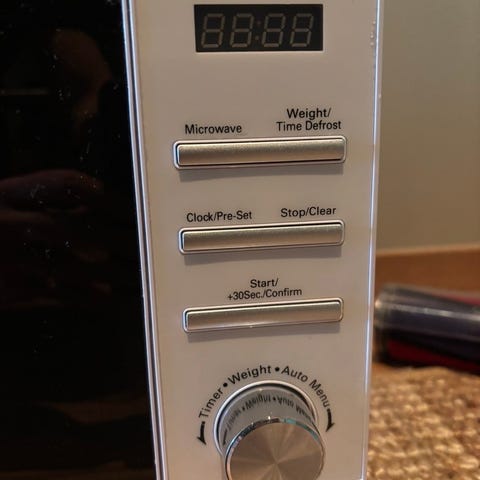 Microwave
Weight/
Time Defrost
Clock/Pre-Set
Stop/Clear
Start/
+30Sec./Confirm
Timer • Weight • Auto Menu